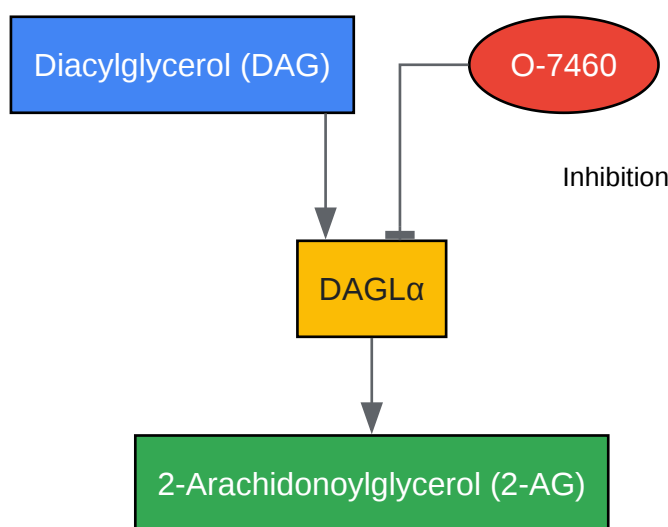 Diacylglycerol (DAG)
O-7460
Inhibition
DAGLα
2-Arachidonoylglycerol (2-AG)